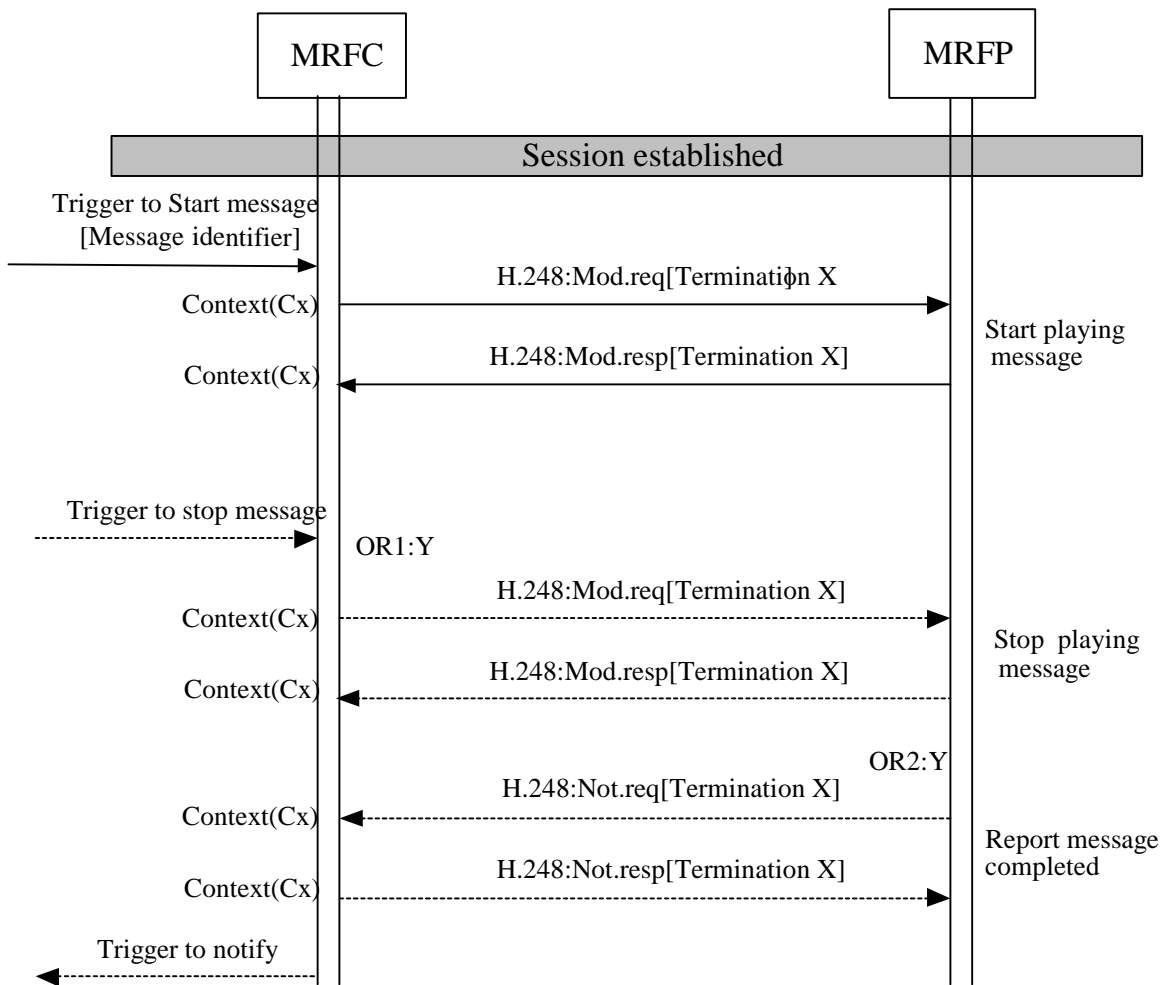 MRFC
MRFP
Session established
Trigger to Start message
[Message identifier]
H.248:Mod.req[Termination X]
Context(Cx)
Start playing
message
H.248:Mod.resp[Termination X]
Context(Cx)
Trigger to stop message
OR1:Y
H.248:Mod.req[Termination X]
Context(Cx)
Stop playing
message
H.248:Mod.resp[Termination X]
Context(Cx)
OR2:Y
H.248:Not.req[Termination X]
Context(Cx)
Report message
completed
H.248:Not.resp[Termination X]
Context(Cx)
Trigger to notify